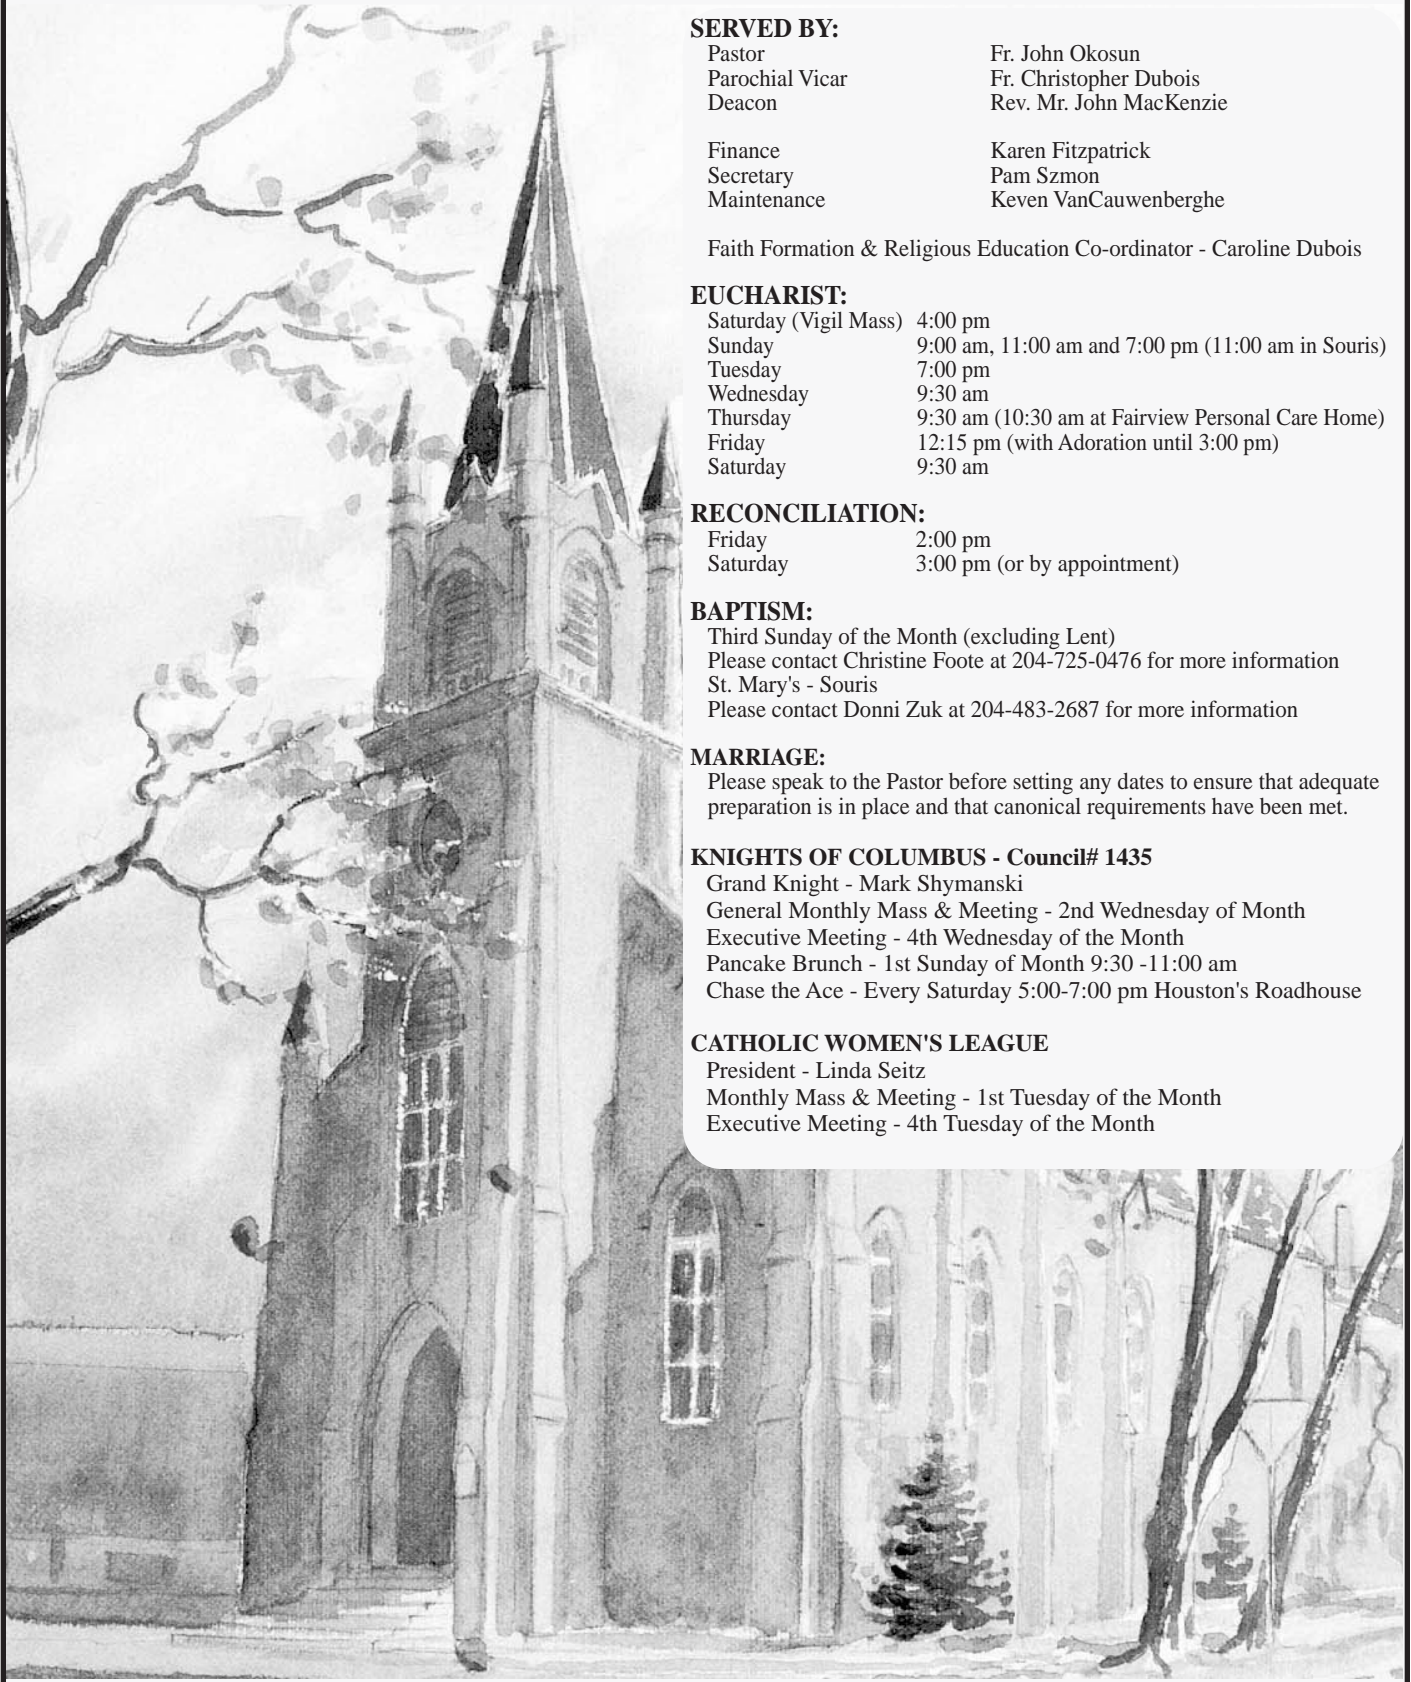 SERVED BY:
Pastor Fr. John Okosun
Parochial Vicar Fr. Christopher Dubois
Deacon Rev. Mr. John MacKenzie
Finance Karen Fitzpatrick
Secretary Pam Szmon
Maintenance Keven VanCauwenberghe
Faith Formation & Religious Education Co-ordinator - Caroline Dubois
EUCHARIST:
Saturday (Vigil Mass) 4:00 pm
Sunday 9:00 am, 11:00 am and 7:00 pm (11:00 am in Souris)
Tuesday 7:00 pm
Wednesday 9:30 am
Thursday 9:30 am (10:30 am at Fairview Personal Care Home)
Friday 12:15 pm (with Adoration until 3:00 pm)
Saturday 9:30 am
RECONCILIATION:
Friday 2:00 pm
Saturday 3:00 pm (or by appointment)
BAPTISM:
Third Sunday of the Month (excluding Lent)
Please contact Christine Foote at 204-725-0476 for more information
St. Mary's - Souris
Please contact Donni Zuk at 204-483-2687 for more information
MARRIAGE:
Please speak to the Pastor before setting any dates to ensure that adequate
preparation is in place and that canonical requirements have been met.
KNIGHTS OF COLUMBUS - Council# 1435
Grand Knight - Mark Shymanski
General Monthly Mass & Meeting - 2nd Wednesday of Month
Executive Meeting - 4th Wednesday of the Month
Pancake Brunch - 1st Sunday of Month 9:30 -11:00 am
Chase the Ace - Every Saturday 5:00-7:00 pm Houston's Roadhouse
CATHOLIC WOMEN'S LEAGUE
President - Linda Seitz
Monthly Mass & Meeting - 1st Tuesday of the Month
Executive Meeting - 4th Tuesday of the Month